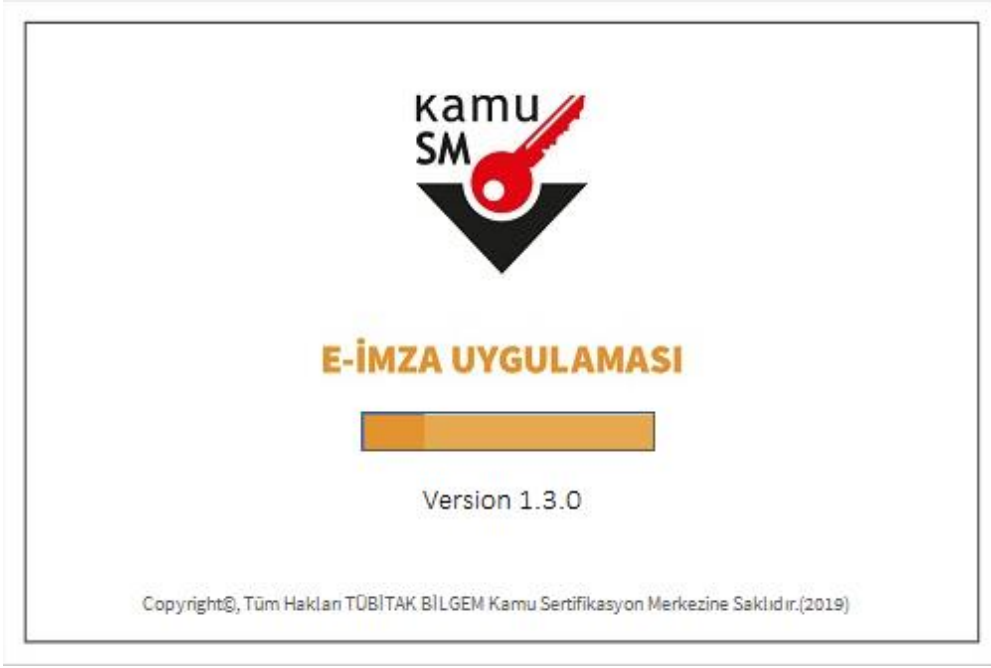 Kamu
SM
E-İMZA UYGULAMASI
Version 1.3.0
Copyright©, Tüm Hakları TÜBİTAK BİLGEM Kamu Sertifikasyon Merkezine Saklıdır.(2019)